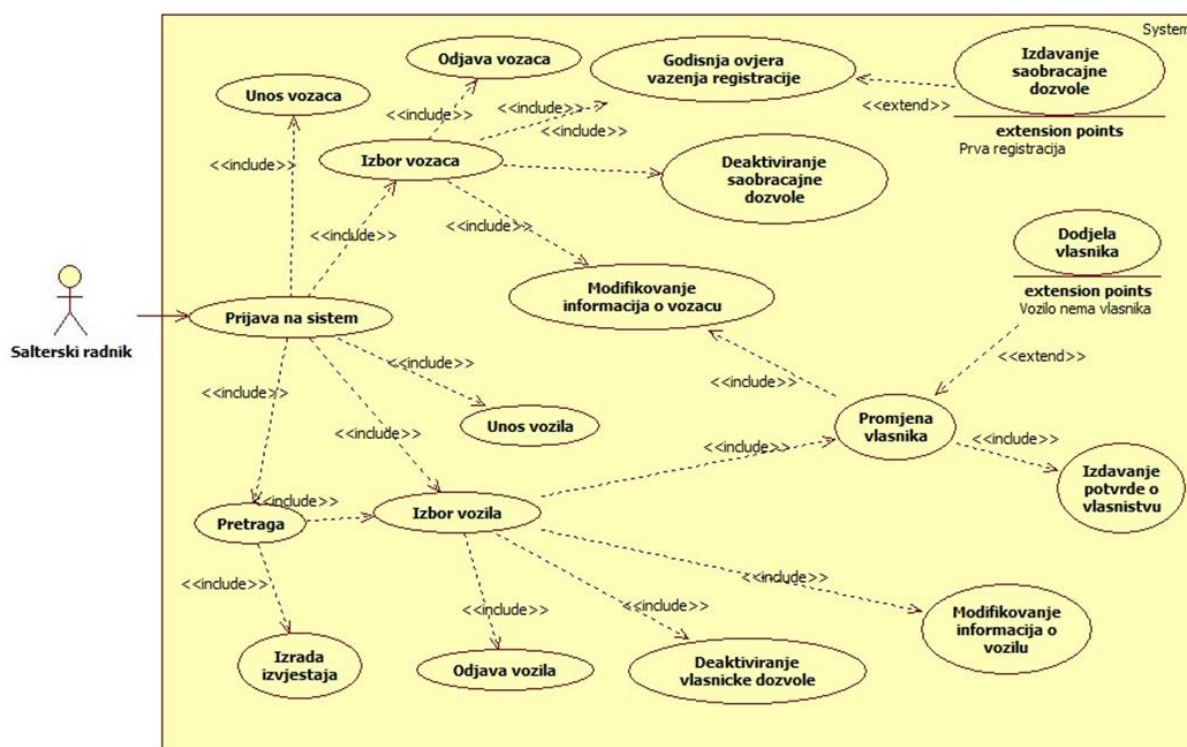 System
Odjava vozaca
Godisnja ovjera
vazenja registracije
Izdavanje
saobracajne
dozvole
Unos vozaca
<<include>>
<<include>>
<<include>>
<<extend>>
extension points
Prva registracija
<<include>>
Izbor vozaca
Deaktiviranje
saobracajne
dozvole
<<include>>
<<include>>
Dodjela
vlasnika
Modifikovanje
informacija o vozacu
extension points
Vozilo nema vlasnika
Prijava na sistem
Salterski radnik
<<extend>>
<<include>>
<<include>>
Promjena
vlasnika
Unos vozila
<<include>>
<<include>>
<<include>>
Izdavanje
potvrde o
vlasnistvu
<<include>>
Pretraga
Izbor vozila
<<include>>
<<include>>
<<include>>
<<include>>
Modifikovanje
informacija o
vozilu
Izrada
izvjestaja
Odjava vozila
Deaktiviranje
vlasnicke dozvole